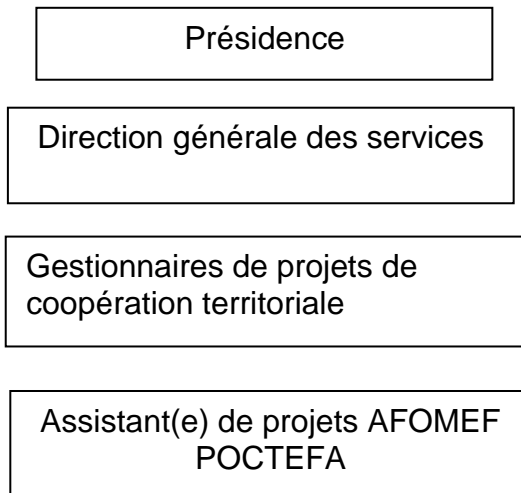 Présidence
Direction générale des services
Gestionnaires de projets de
coopération territoriale
Assistant(e) de projets AFOMEF
POCTEFA